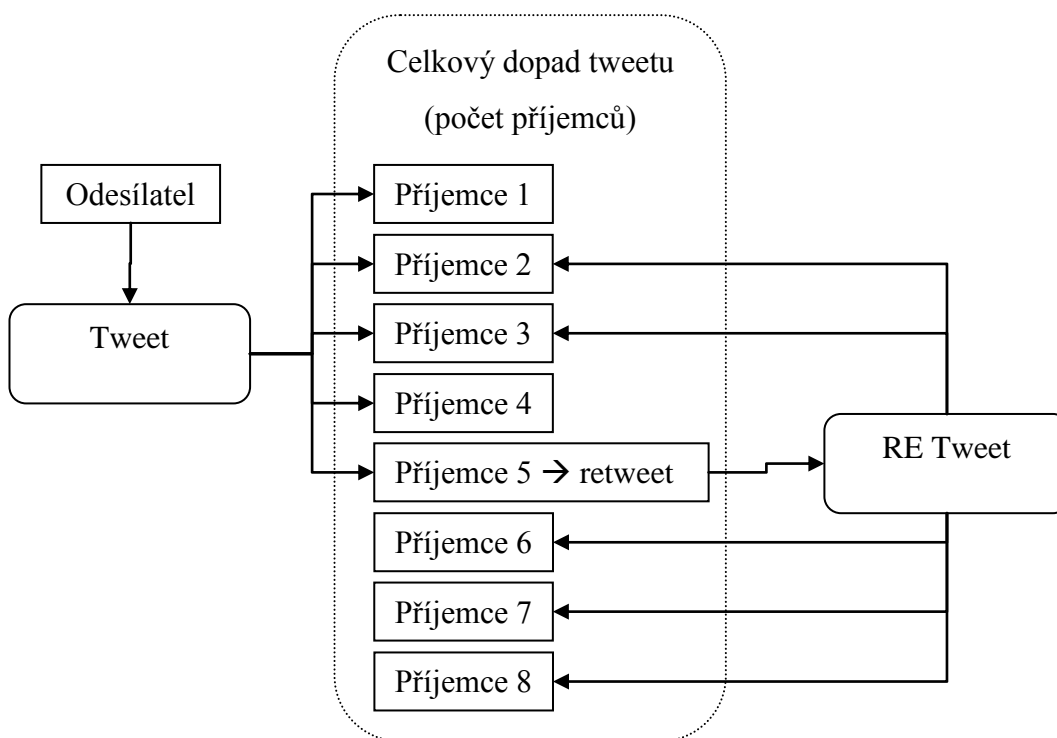 Celkový dopad tweetu
(počet příjemců)
Odesílatel
Tweet
Příjemce 1
Příjemce 2
Příjemce 3
Příjemce 4
Příjemce 5 → retweet
Příjemce 6
Příjemce 7
Příjemce 8
RE Tweet